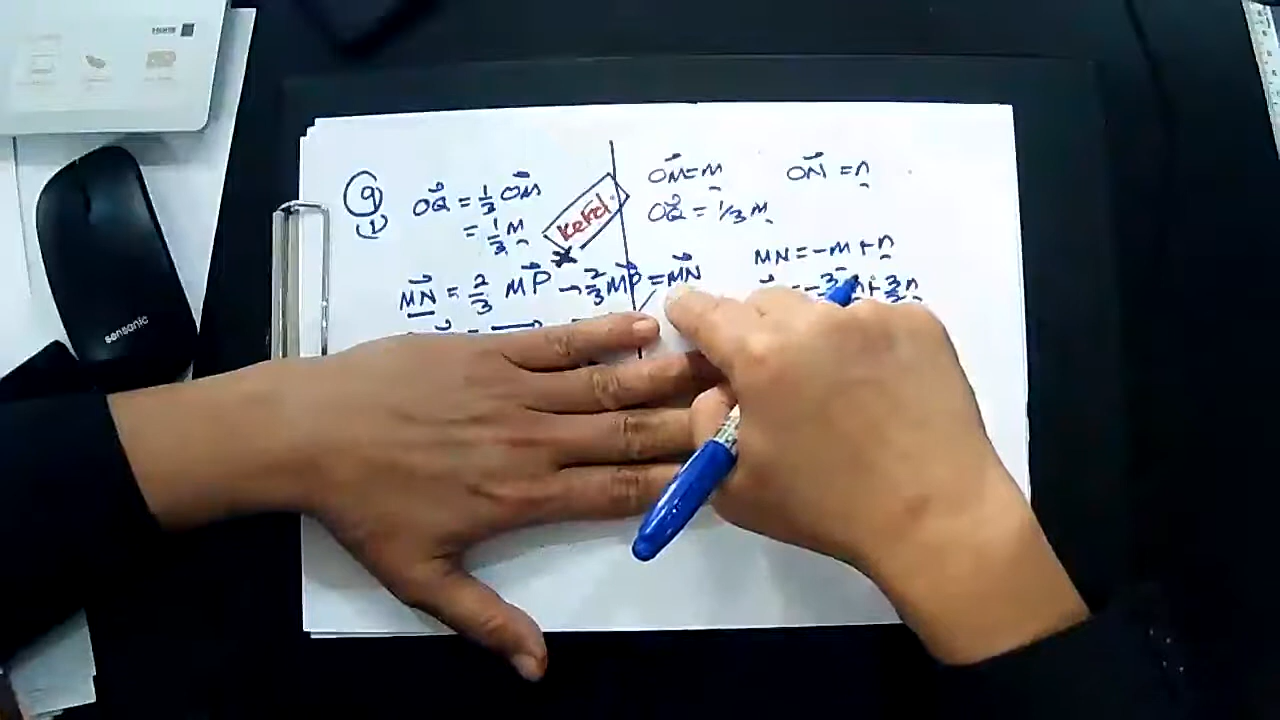 9
1)
OQ⃗ = 1/3 OM⃗
= 1/3 m
MN⃗ = 2/3 MP⃗ → 2/3 MP⃗ = MN⃗
OM⃗ = m ON⃗ = n
OQ⃗ = 1/3 m
MN = -m + n
sensonic